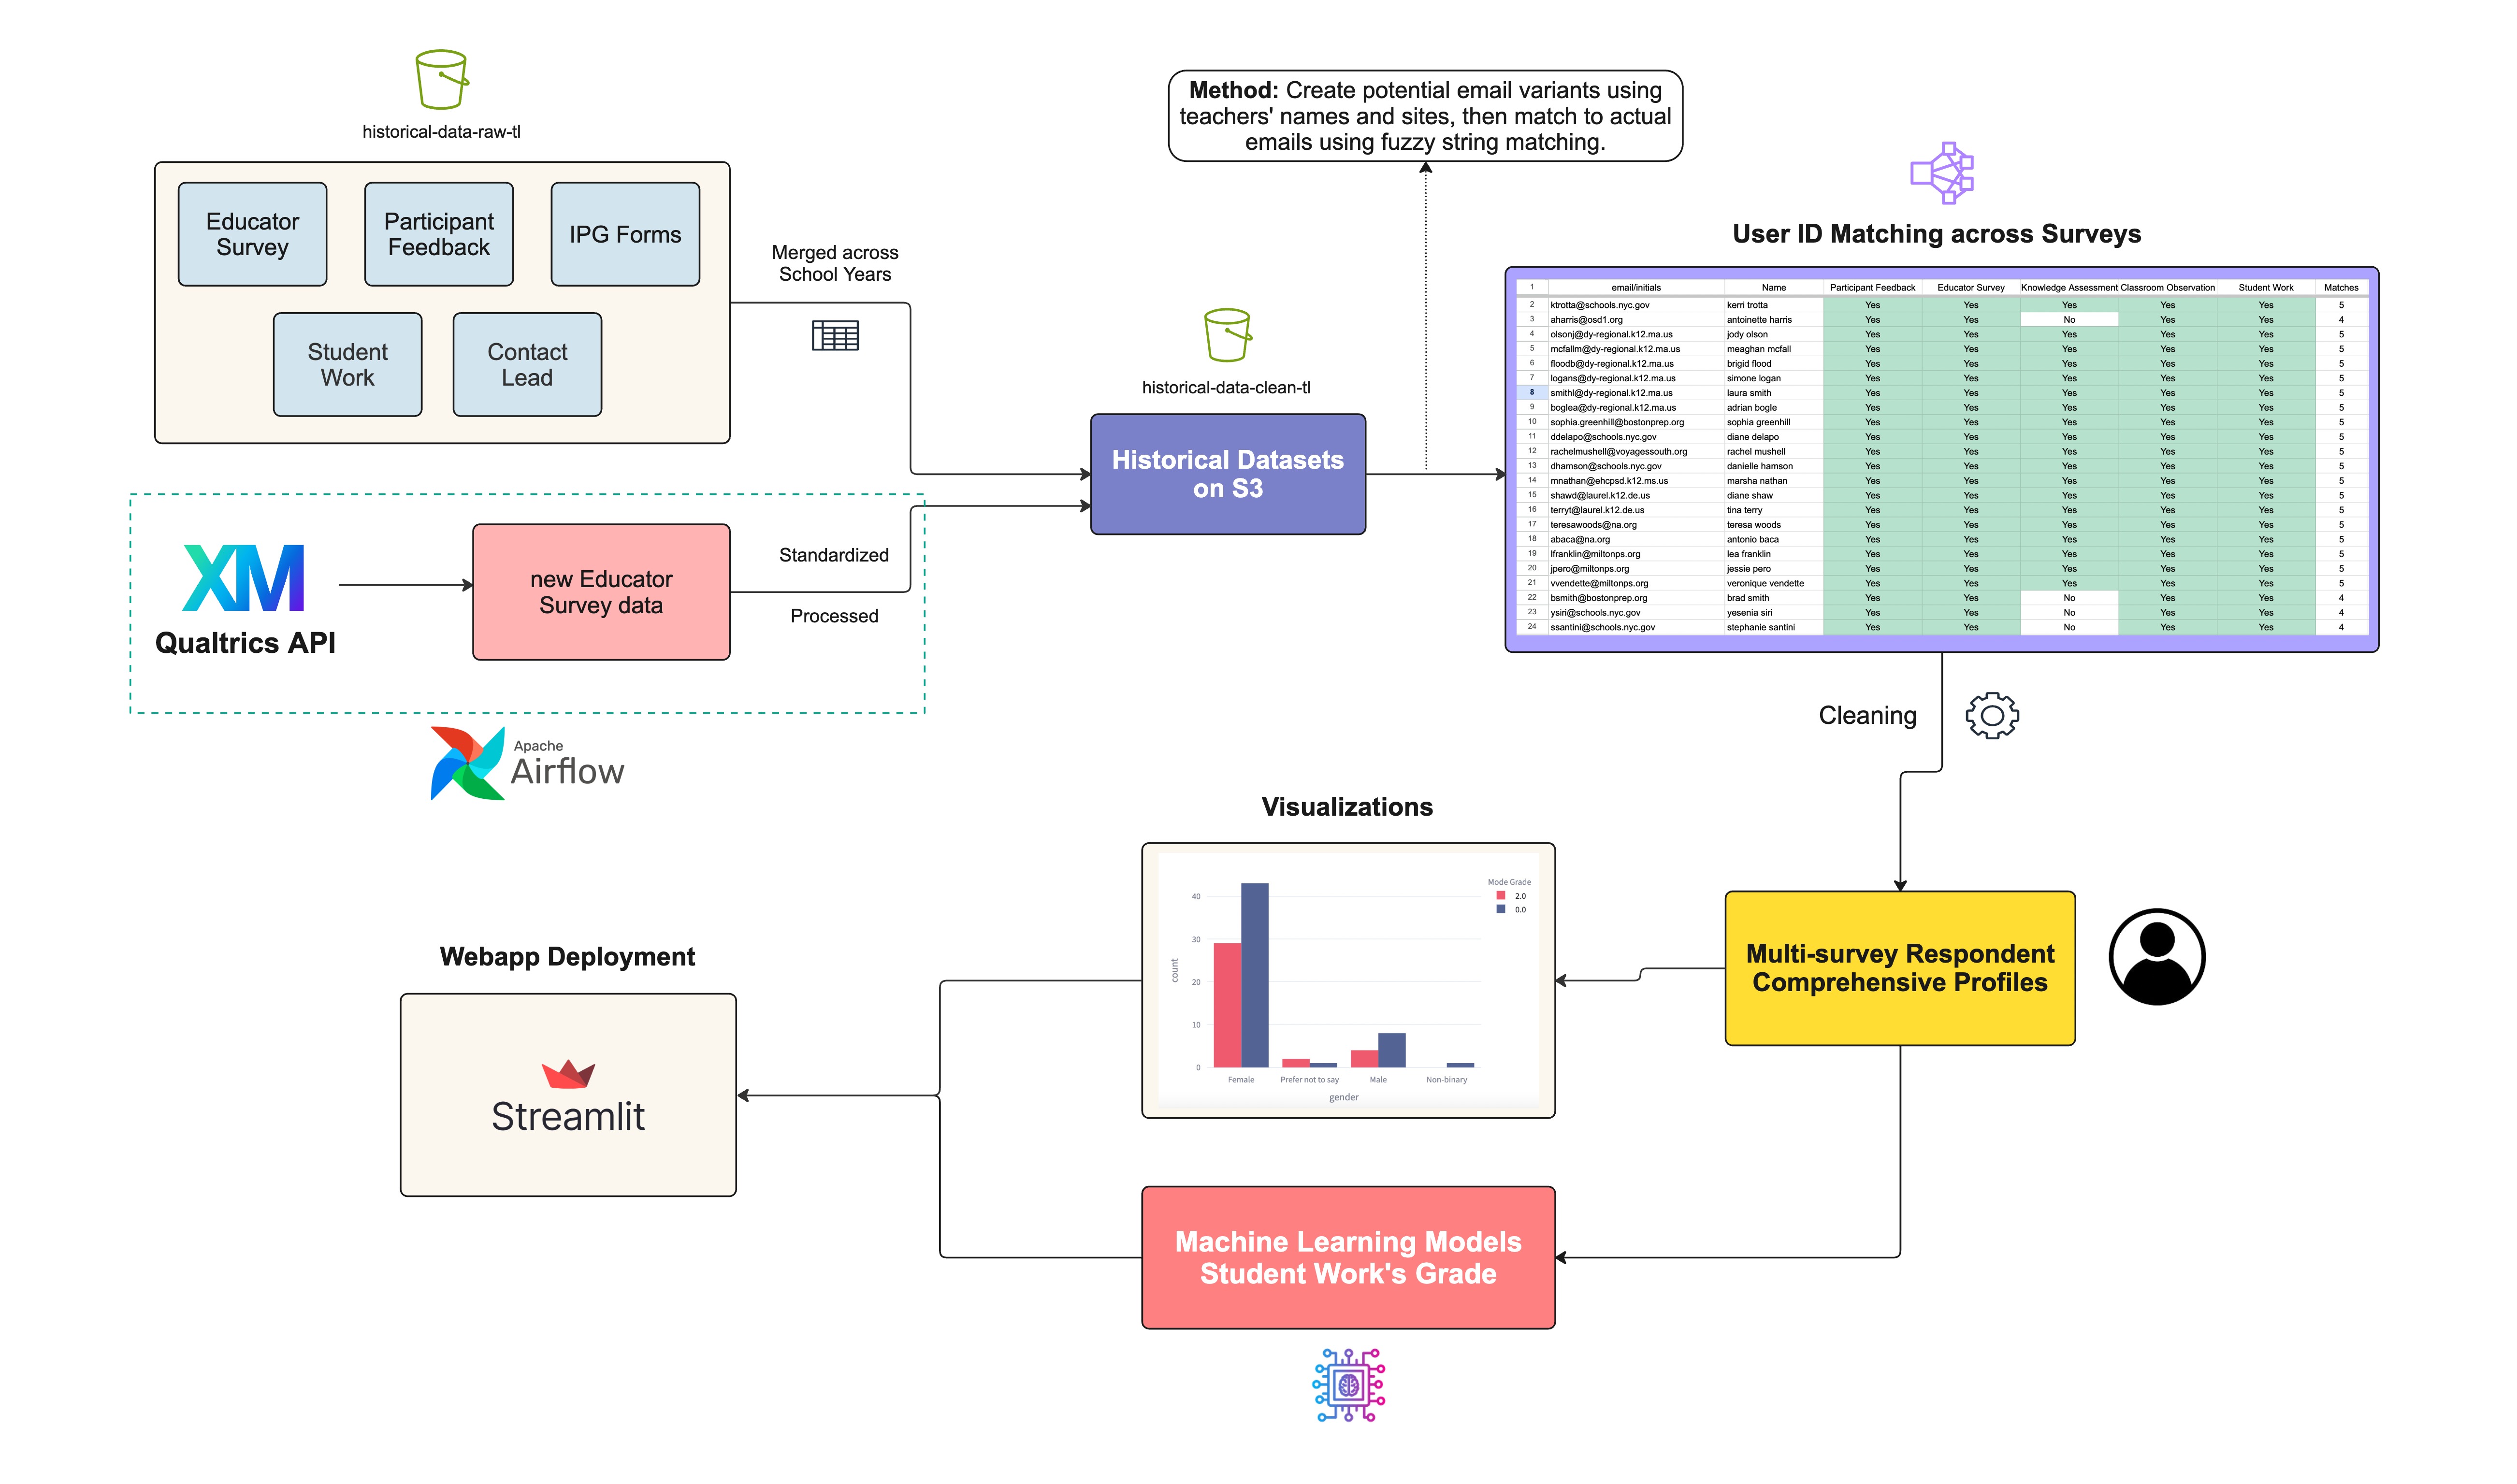 historical-data-raw-tl
Educator
Survey
Participant
Feedback
IPG Forms
Student
Work
Contact
Lead
Merged across
School Years
Method: Create potential email variants using
teachers' names and sites, then match to actual
emails using fuzzy string matching.
historical-data-clean-tl
Historical Datasets
on S3
XM
Qualtrics API
new Educator
Survey data
Standardized
Processed
Apache
Airflow
User ID Matching across Surveys
1 email/initials Name Participant Feedback Educator Survey Knowledge Assessment Classroom Observation Student Work Matches
2 ktrotta@schools.nyc.gov kerri trotta Yes Yes Yes Yes Yes 5
3 aharris@osd1.org antoinette harris Yes Yes No Yes Yes 4
4 olsonj@dy-regional.k12.ma.us jody olson Yes Yes Yes Yes Yes 5
5 mcfallm@dy-regional.k12.ma.us meaghan mcfall Yes Yes Yes Yes Yes 5
6 floodb@dy-regional.k12.ma.us brigid flood Yes Yes Yes Yes Yes 5
7 logans@dy-regional.k12.ma.us simone logan Yes Yes Yes Yes Yes 5
8 smithl@dy-regional.k12.ma.us laura smith Yes Yes Yes Yes Yes 5
9 boglea@dy-regional.k12.ma.us adrian bogle Yes Yes Yes Yes Yes 5
10 sophia.greenhill@bostonprep.org sophia greenhill Yes Yes Yes Yes Yes 5
11 ddelapo@schools.nyc.gov diane delapo Yes Yes Yes Yes Yes 5
12 rachelmushell@voyagessouth.org rachel mushell Yes Yes Yes Yes Yes 5
13 dhamson@schools.nyc.gov danielle hamson Yes Yes Yes Yes Yes 5
14 mnathan@ehcpsd.k12.ms.us marsha nathan Yes Yes Yes Yes Yes 5
15 shawd@laurel.k12.de.us diane shaw Yes Yes Yes Yes Yes 5
16 terryt@laurel.k12.de.us tina terry Yes Yes Yes Yes Yes 5
17 teresawoods@na.org teresa woods Yes Yes Yes Yes Yes 5
18 abaca@na.org antonio baca Yes Yes Yes Yes Yes 5
19 lfranklin@miltonps.org lea franklin Yes Yes Yes Yes Yes 5
20 jpero@miltonps.org jessie pero Yes Yes Yes Yes Yes 5
21 vvendette@miltonps.org veronique vendette Yes Yes Yes Yes Yes 5
22 bsmith@bostonprep.org brad smith Yes Yes No Yes Yes 4
23 ysiri@schools.nyc.gov yesenia siri Yes Yes No Yes Yes 4
24 ssantini@schools.nyc.gov stephanie santini Yes Yes No Yes Yes 4
Cleaning
Multi-survey Respondent
Comprehensive Profiles
Visualizations
Mode Grade
2.0
0.0
40
30
20
10
0
count
Female Prefer not to say Male Non-binary
gender
Webapp Deployment
Streamlit
Machine Learning Models
Student Work's Grade